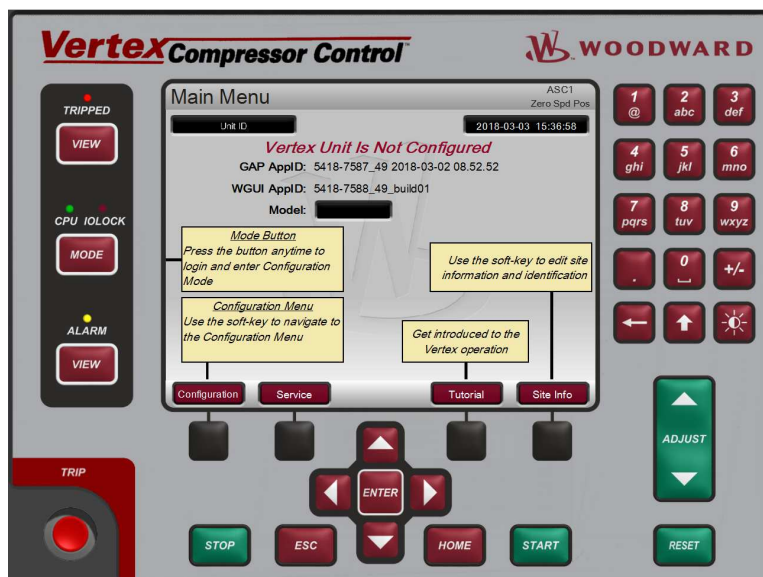 Vertex Compressor Control™
WOODWARD
TRIPPED
VIEW
CPU IOLOCK
MODE
ALARM
VIEW
TRIP
Main Menu
ASC1
Zero Spd Pos
Unit ID
2018-03-03 15:36:58
Vertex Unit Is Not Configured
GAP AppID: 5418-7587_49 2018-03-02 08.52.52
WGUI AppID: 5418-7588_49_build01
Model:
Mode Button
Press the button anytime to
login and enter Configuration
Mode
Use the soft-key to edit site
information and identification
Configuration Menu
Use the soft-key to navigate to
the Configuration Menu
Get introduced to the
Vertex operation
Configuration
Service
Tutorial
Site Info
1
@
2
abc
3
def
4
ghi
5
jkl
6
mno
7
pqrs
8
tuv
9
wxyz
.
0
+/-
ADJUST
ENTER
STOP
ESC
HOME
START
RESET